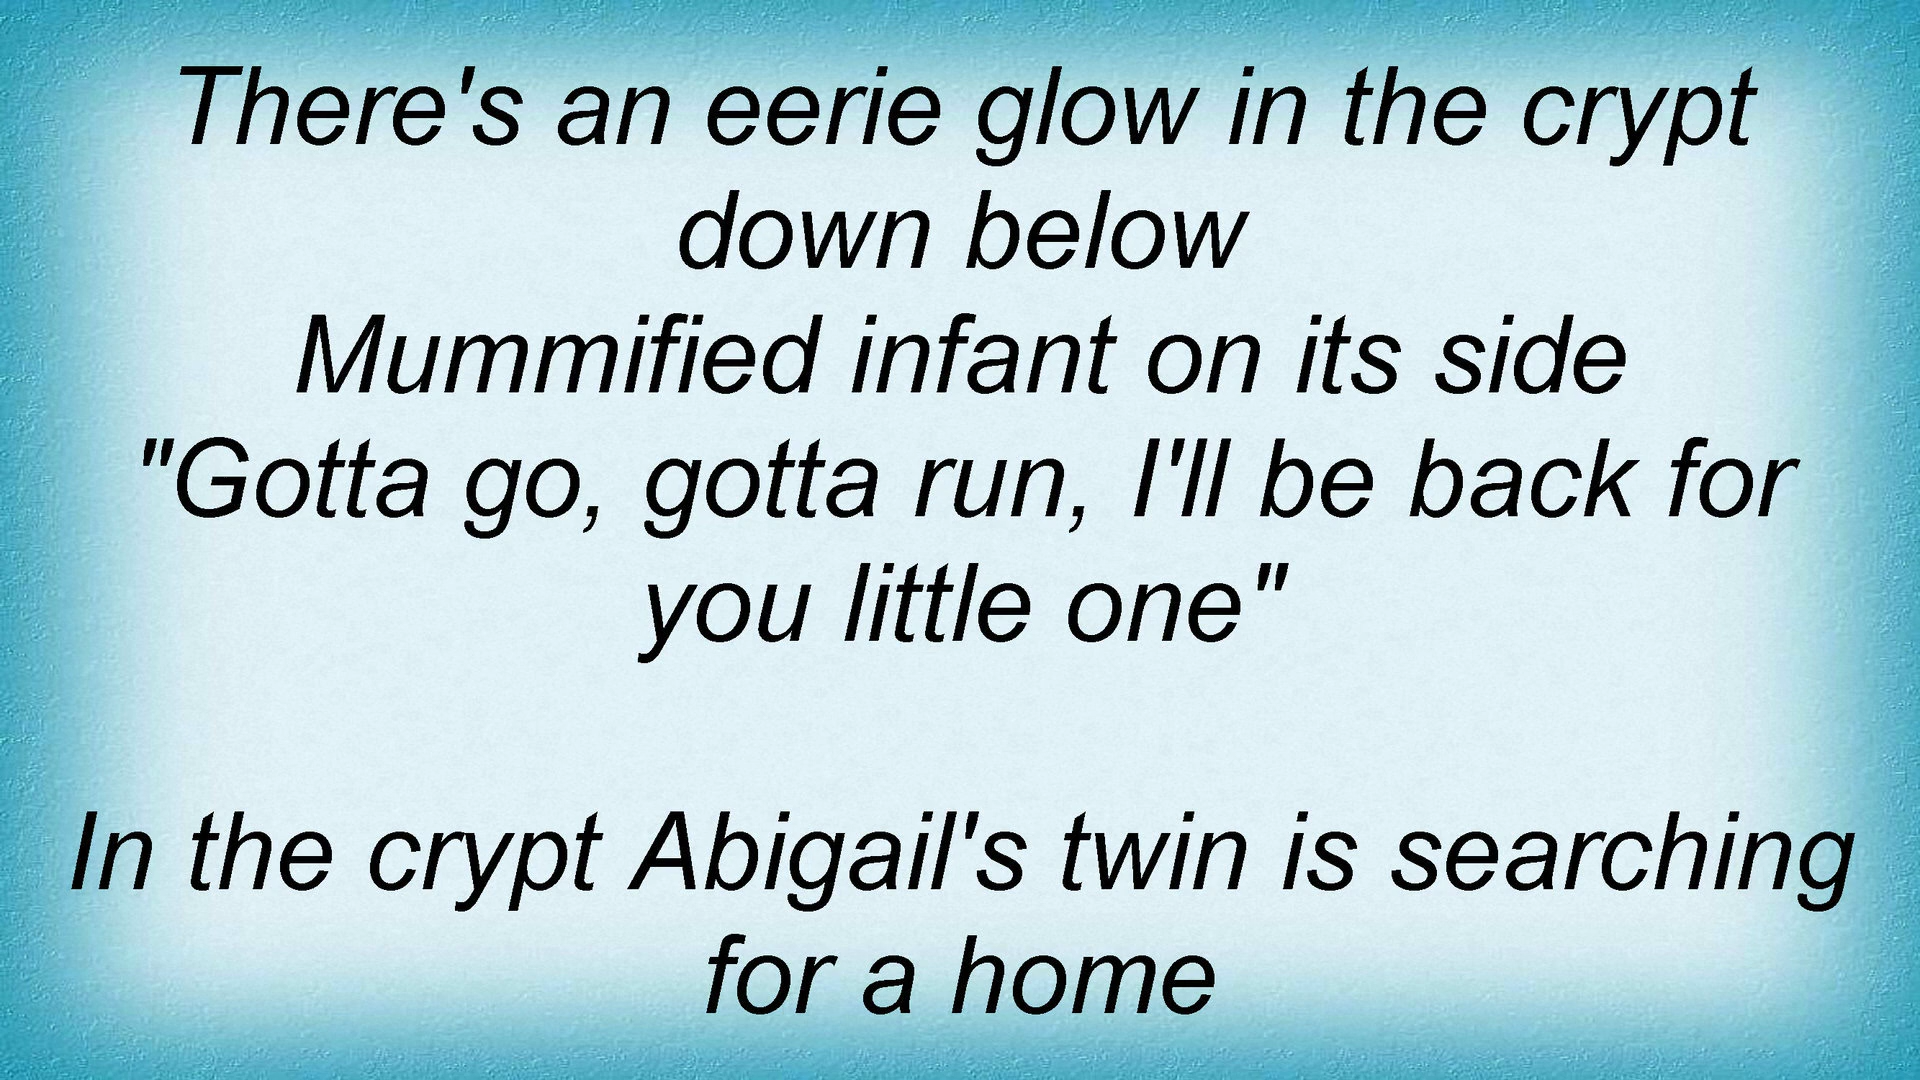 There's an eerie glow in the crypt
down below
Mummified infant on its side
"Gotta go, gotta run, I'll be back for
you little one"
In the crypt Abigail's twin is searching
for a home